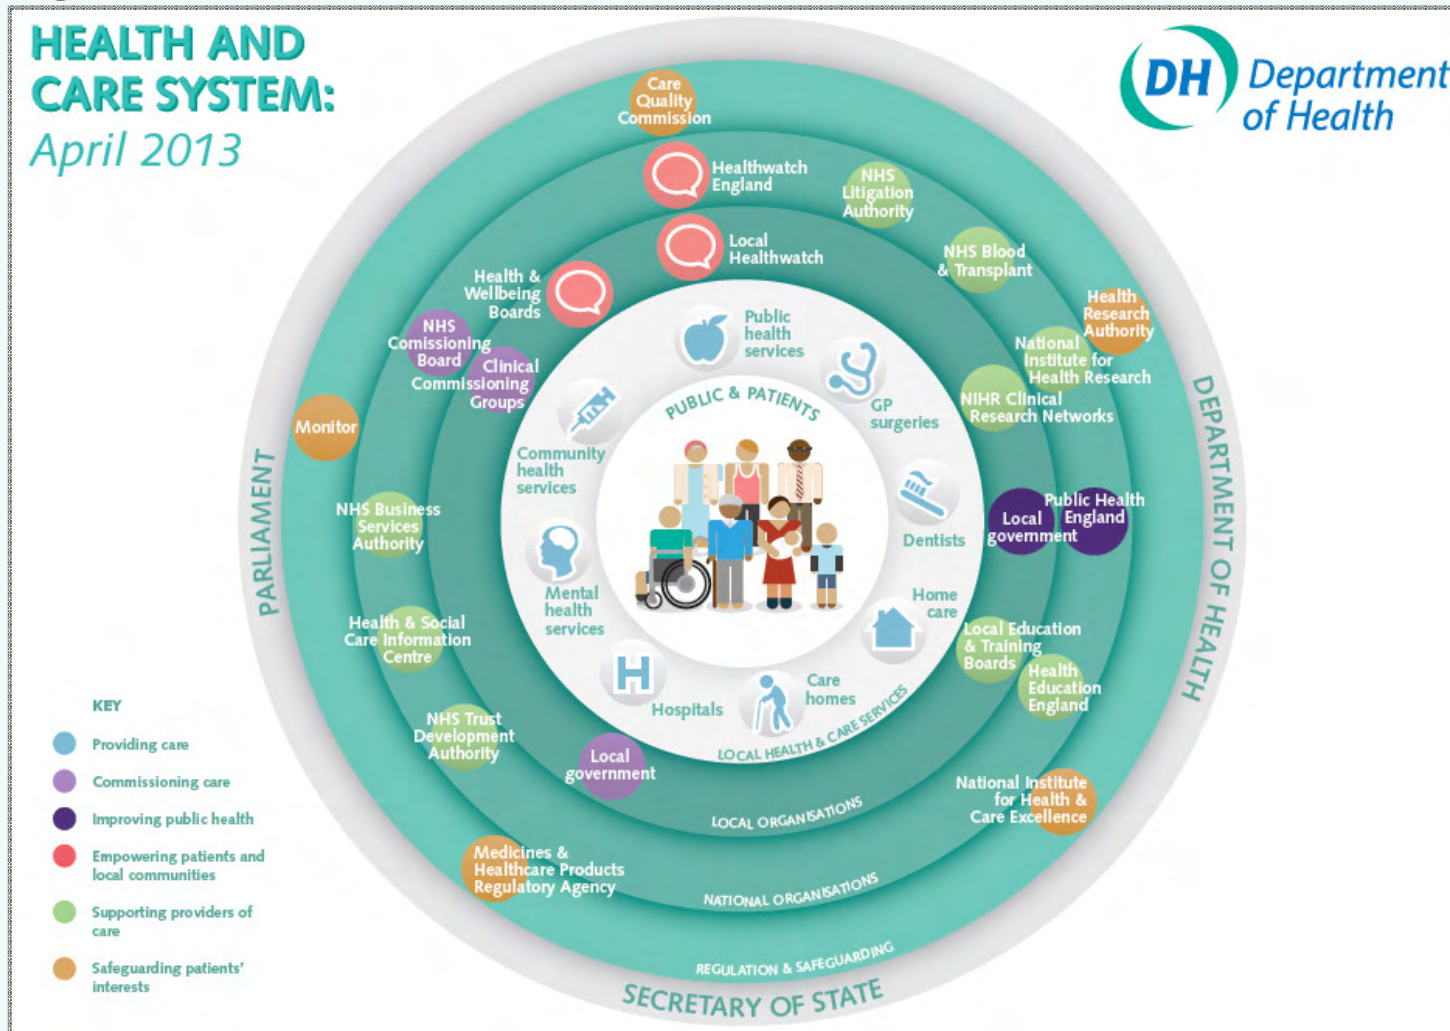 HEALTH AND
CARE SYSTEM:
April 2013
DH
Department
of Health
Care
Quality
Commission
Healthwatch
England
NHS
Litigation
Authority
Local
Healthwatch
NHS Blood
& Transplant
Health &
Wellbeing
Boards
Health
Research
Authority
NHS
Comissioning
Board
National
Institute for
Health Research
Clinical
Commissioning
Groups
NIHR Clinical
Research Networks
Monitor
Public
health
services
GP
surgeries
PUBLIC & PATIENTS
Community
health
services
Dentists
Mental
health
services
Home
care
Hospitals
Care
homes
LOCAL HEALTH & CARE SERVICES
NHS Business
Services
Authority
Local
government
Public Health
England
Health & Social
Care Information
Centre
Local Education
& Training
Boards
Health
Education
England
NHS Trust
Development
Authority
Local
government
National Institute
for Health &
Care Excellence
Medicines &
Healthcare Products
Regulatory Agency
LOCAL ORGANISATIONS
NATIONAL ORGANISATIONS
REGULATION & SAFEGUARDING
PARLIAMENT
DEPARTMENT OF HEALTH
SECRETARY OF STATE
KEY
Providing care
Commissioning care
Improving public health
Empowering patients and
local communities
Supporting providers of
care
Safeguarding patients'
interests